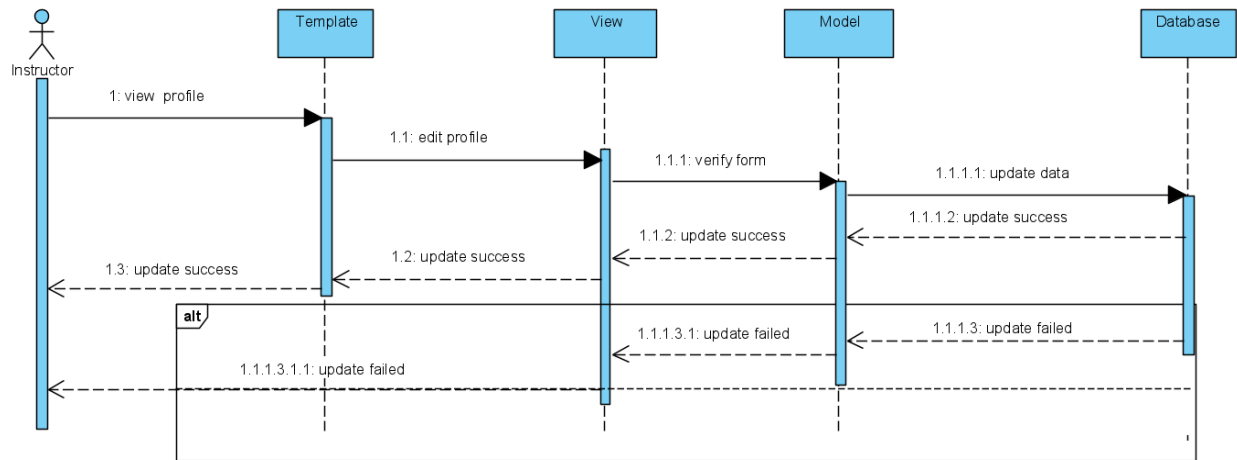 Template
View
Model
Database
Instructor
1: view profile
1.1: edit profile
1.1.1: verify form
1.1.1.1: update data
1.1.1.2: update success
1.1.2: update success
1.2: update success
1.3: update success
alt
1.1.1.3: update failed
1.1.1.3.1: update failed
1.1.1.3.1.1: update failed